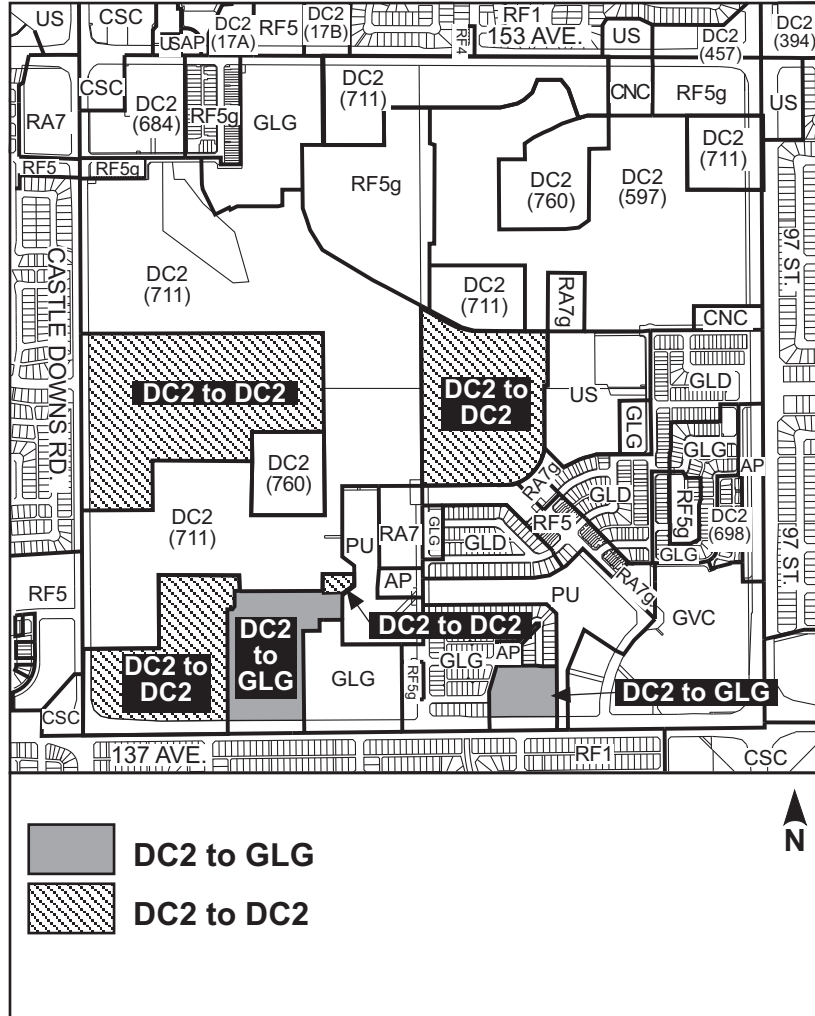 US
CSC
USAP
DC2
(17A)
RF5
DC2
(17B)
RF4
RF1
153 AVE.
US
DC2
(457)
DC2
(394)
RA7
CSC
DC2
(684)
RF5g
GLG
DC2
(711)
CNC
RF5g
US
RF5
RF5g
RF5g
DC2
(760)
DC2
(597)
DC2
(711)
97 ST.
CASTLE DOWNS RD.
DC2
(711)
DC2
(711)
RA7g
CNC
DC2 to DC2
DC2 to
DC2
US
GLD
GLG
GLG
AP
DC2
(760)
RA7g
GLD
RF5g
DC2
(698)
97 ST.
DC2
(711)
PU
RA7
GLG
GLD
RF5
GLG
RF5
AP
PU
RA7g
GVC
DC2 to DC2
DC2
to
GLG
DC2 to
DC2
GLG
RF5g
GLG
AP
DC2 to GLG
CSC
137 AVE.
RF1
CSC
N
DC2 to GLG
DC2 to DC2